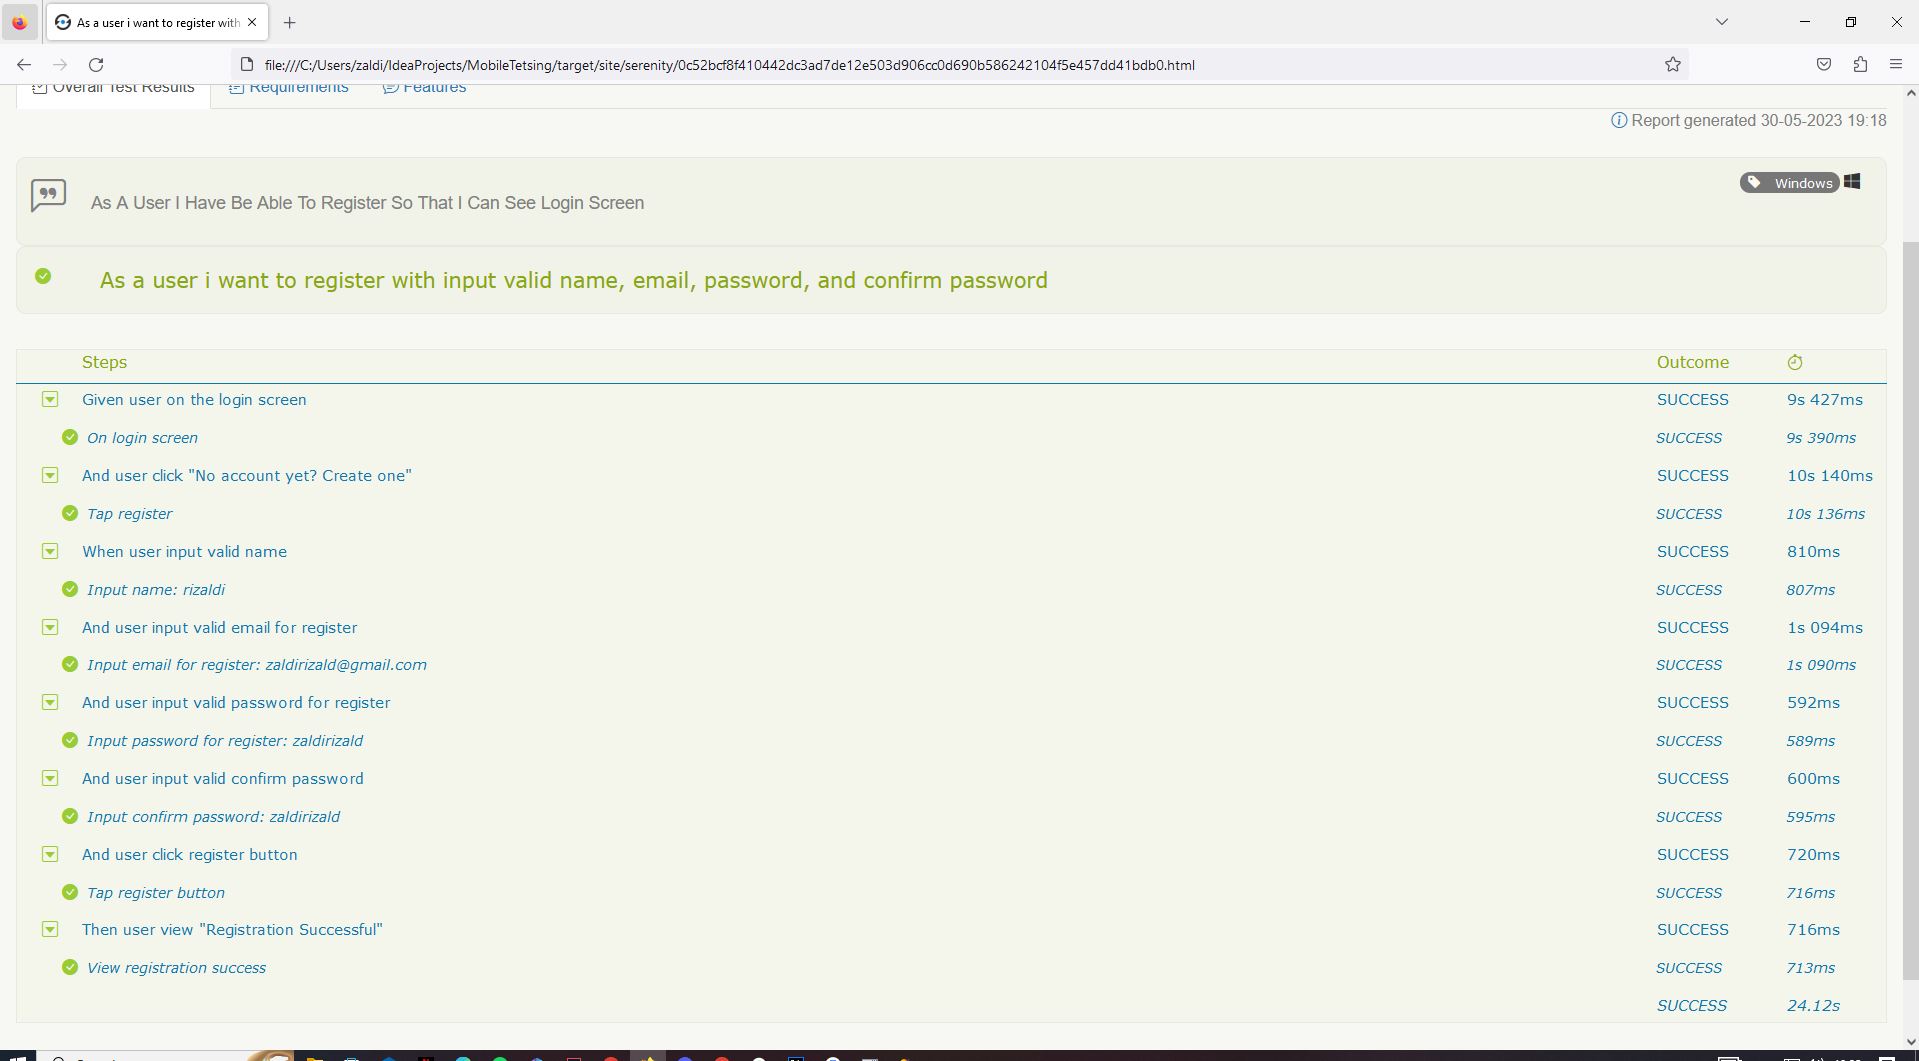 As a user i want to register with
file:///C:/Users/zaldi/IdeaProjects/MobileTetsing/target/site/serenity/0c52bcf8f410442dc3ad7de12e503d906cc0d690b586242104f5e457dd41bdb0.html
Overall Test Results Requirements Features
Report generated 30-05-2023 19:18
Windows
As A User I Have Be Able To Register So That I Can See Login Screen
As a user i want to register with input valid name, email, password, and confirm password
Steps Outcome
Given user on the login screen SUCCESS 9s 427ms
On login screen SUCCESS 9s 390ms
And user click "No account yet? Create one" SUCCESS 10s 140ms
Tap register SUCCESS 10s 136ms
When user input valid name SUCCESS 810ms
Input name: rizaldi SUCCESS 807ms
And user input valid email for register SUCCESS 1s 094ms
Input email for register: zaldirizald@gmail.com SUCCESS 1s 090ms
And user input valid password for register SUCCESS 592ms
Input password for register: zaldirizald SUCCESS 589ms
And user input valid confirm password SUCCESS 600ms
Input confirm password: zaldirizald SUCCESS 595ms
And user click register button SUCCESS 720ms
Tap register button SUCCESS 716ms
Then user view "Registration Successful" SUCCESS 716ms
View registration success SUCCESS 713ms
SUCCESS 24.12s